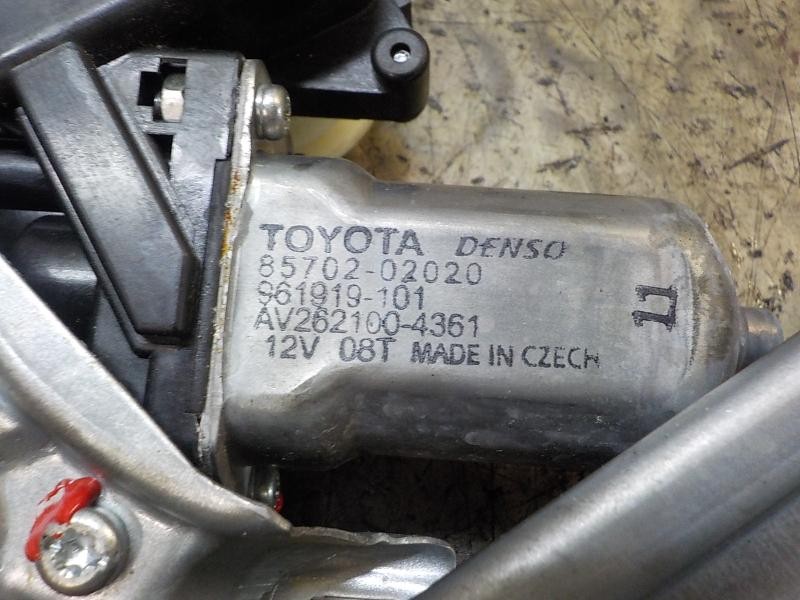 TOYOTA DENSO
85702-02020
961919-101
AV262100-4361
12V 08T MADE IN CZECH